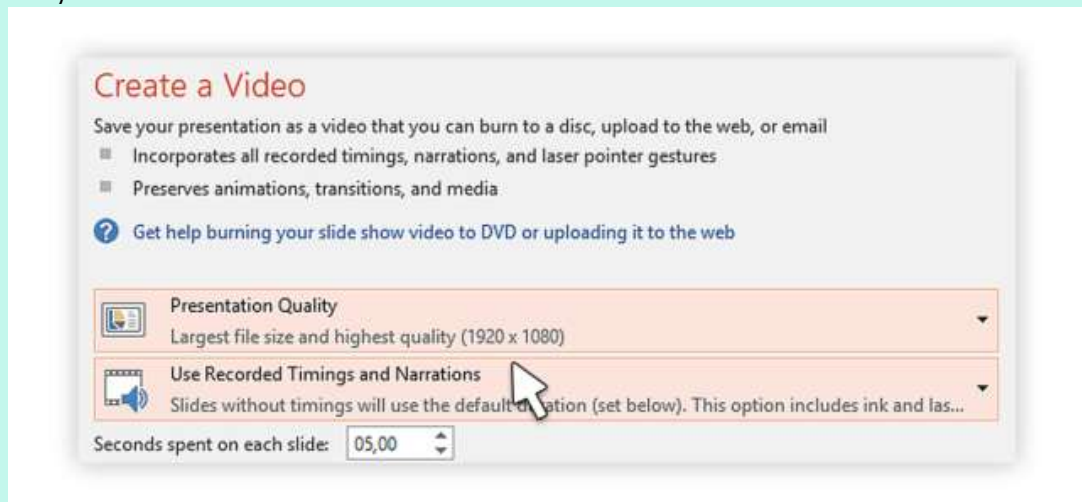 Create a Video
Save your presentation as a video that you can burn to a disc, upload to the web, or email
Incorporates all recorded timings, narrations, and laser pointer gestures
Preserves animations, transitions, and media
? Get help burning your slide show video to DVD or uploading it to the web
Presentation Quality
Largest file size and highest quality (1920 x 1080)
Use Recorded Timings and Narrations
Slides without timings will use the default (set below). This option includes ink and las...
Seconds spent on each slide: 05,00